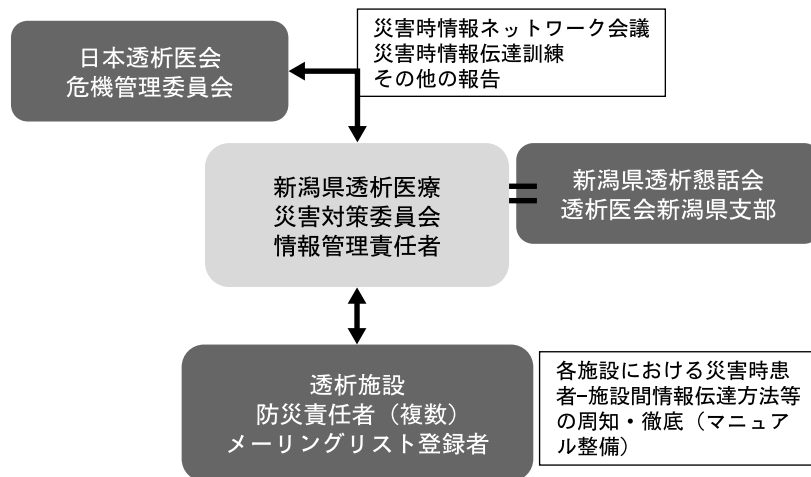 日本透析医会
危機管理委員会
災害時情報ネットワーク会議
災害時情報伝達訓練
その他の報告
新潟県透析医療
災害対策委員会
情報管理責任者
新潟県透析懇話会
透析医会新潟県支部
透析施設
防災責任者（複数）
メーリングリスト登録者
各施設における災害時患
者−施設間情報伝達方法等
の周知・徹底（マニュア
ル整備）